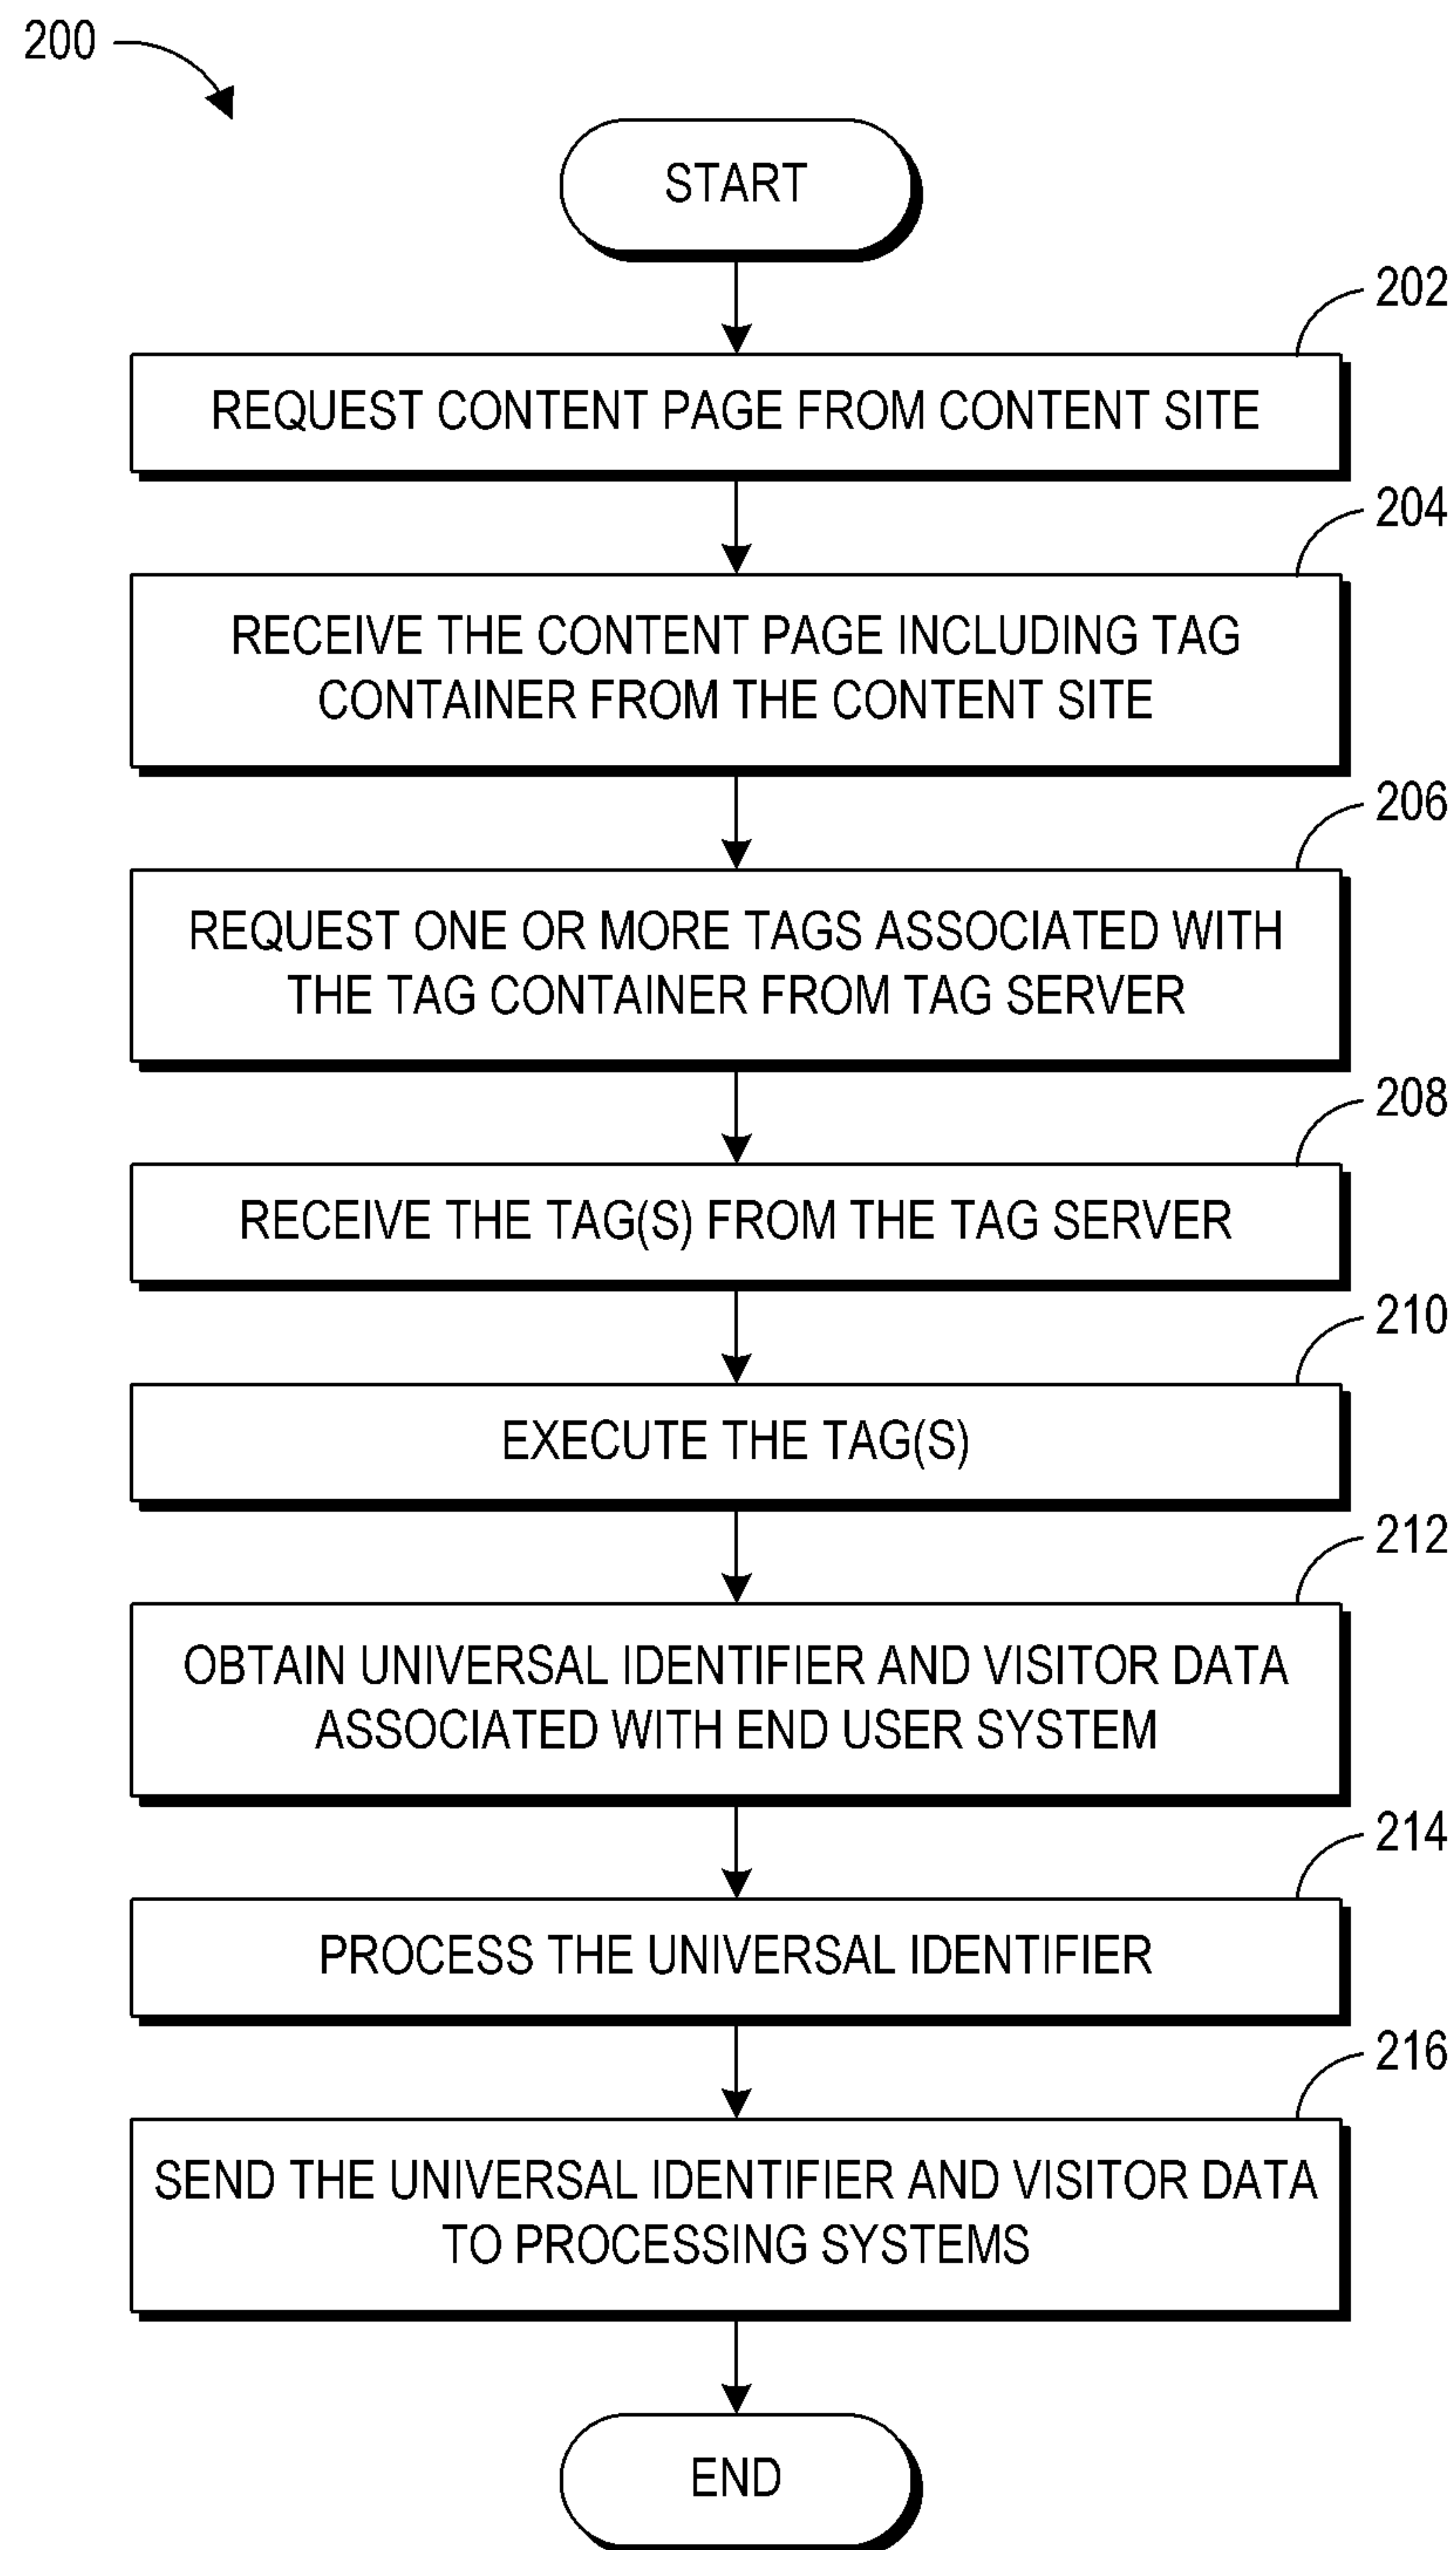 200
START
202
REQUEST CONTENT PAGE FROM CONTENT SITE
204
RECEIVE THE CONTENT PAGE INCLUDING TAG
CONTAINER FROM THE CONTENT SITE
206
REQUEST ONE OR MORE TAGS ASSOCIATED WITH
THE TAG CONTAINER FROM TAG SERVER
208
RECEIVE THE TAG(S) FROM THE TAG SERVER
210
EXECUTE THE TAG(S)
212
OBTAIN UNIVERSAL IDENTIFIER AND VISITOR DATA
ASSOCIATED WITH END USER SYSTEM
214
PROCESS THE UNIVERSAL IDENTIFIER
216
SEND THE UNIVERSAL IDENTIFIER AND VISITOR DATA
TO PROCESSING SYSTEMS
END